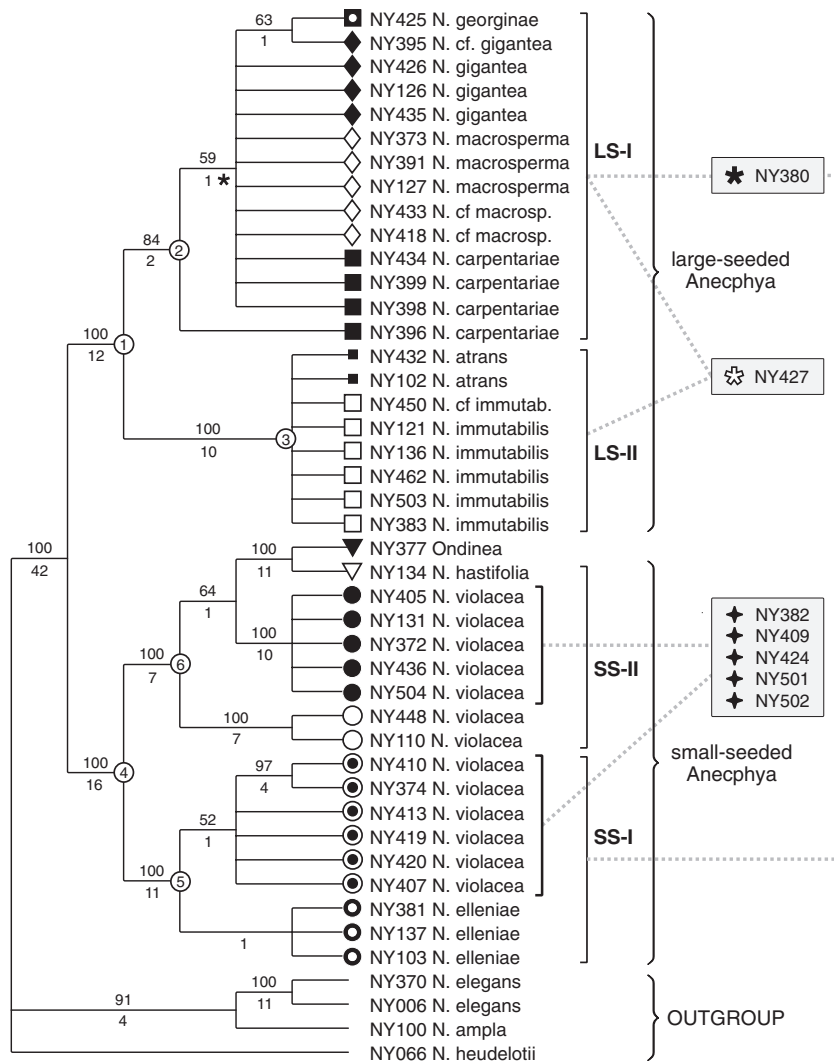 63
1
NY425 N. georginae
NY395 N. cf. gigantea
NY426 N. gigantea
NY126 N. gigantea
NY435 N. gigantea
NY373 N. macrosperma
NY391 N. macrosperma
NY127 N. macrosperma
NY433 N. cf macrosp.
NY418 N. cf macrosp.
NY434 N. carpentariae
NY399 N. carpentariae
NY398 N. carpentariae
NY396 N. carpentariae
NY432 N. atrans
NY102 N. atrans
NY450 N. cf immutab.
NY121 N. immutabilis
NY136 N. immutabilis
NY462 N. immutabilis
NY503 N. immutabilis
NY383 N. immutabilis
NY377 Ondinea
NY134 N. hastifolia
NY405 N. violacea
NY131 N. violacea
NY372 N. violacea
NY436 N. violacea
NY504 N. violacea
NY448 N. violacea
NY110 N. violacea
NY410 N. violacea
NY374 N. violacea
NY413 N. violacea
NY419 N. violacea
NY420 N. violacea
NY407 N. violacea
NY381 N. elleniae
NY137 N. elleniae
NY103 N. elleniae
NY370 N. elegans
NY006 N. elegans
NY100 N. ampla
NY066 N. heudelotii
59
1 *
84
2
2
100
12
1
100
10
3
100
42
100
11
64
1
100
10
100
7
6
100
7
100
16
4
97
4
52
1
100
11
5
1
100
11
91
4
LS-I
LS-II
SS-II
SS-I
large-seeded
Anecphya
small-seeded
Anecphya
OUTGROUP
NY380
NY427
NY382
NY409
NY424
NY501
NY502